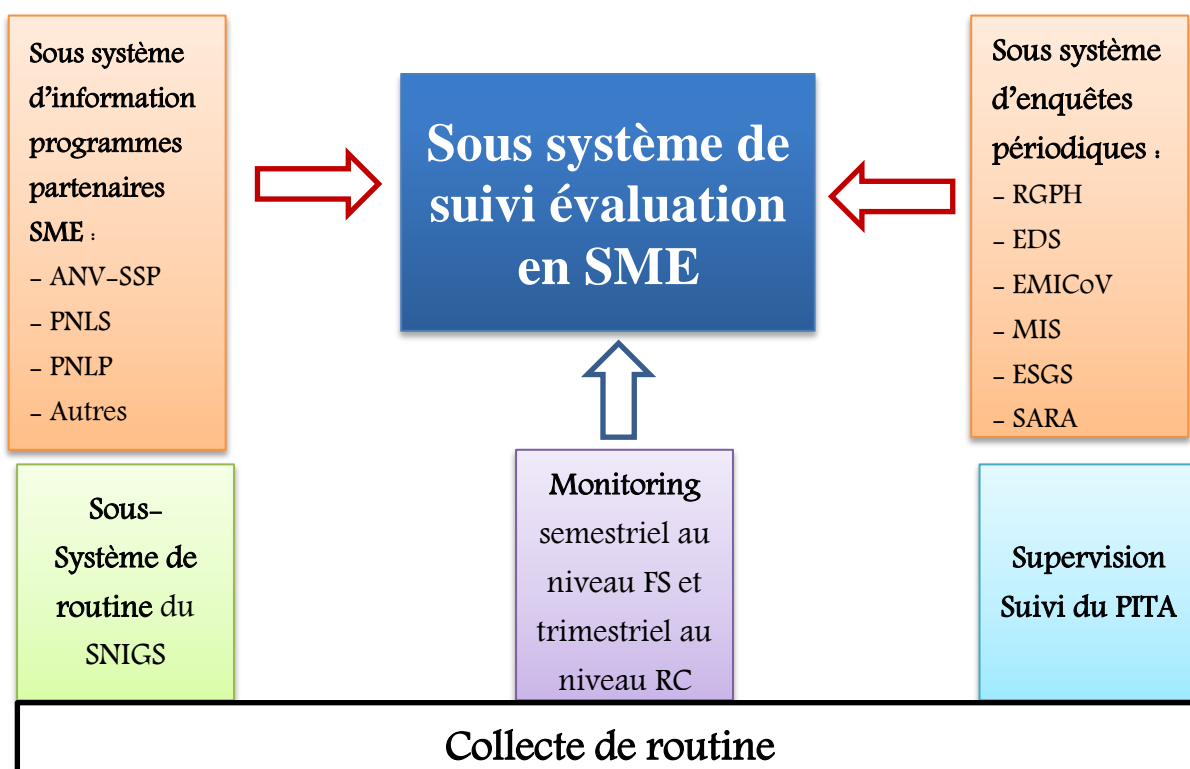 Sous système
d'information
programmes
partenaires
SME :
- ANV-SSP
- PNLS
- PNLP
- Autres
Sous système de
suivi évaluation
en SME
Sous système
d'enquêtes
périodiques :
- RGPH
- EDS
- EMICoV
- MIS
- ESGS
- SARA
Sous-
Système de
routine du
SNIGS
Monitoring
semestriel au
niveau FS et
trimestriel au
niveau RC
Supervision
Suivi du PITA
Collecte de routine